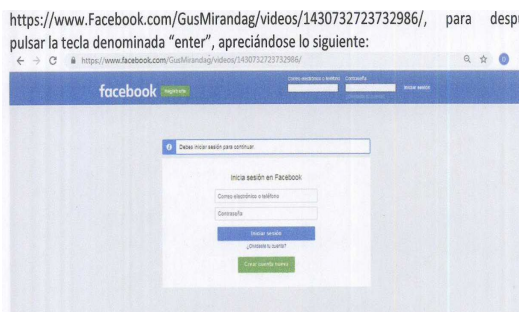 https://www.Facebook.com/GusMirandag/videos/1430732723732986/, para desp
pulsar la tecla denominada “enter”, apreciándose lo siguiente:
https://www.facebook.com/GusMirandag/videos/1430732723732986/
Correo electrónico o teléfono Contraseña
facebook Regístrate Iniciar sesión
Debes iniciar sesión para continuar.
Inicia sesión en Facebook
Correo electrónico o teléfono
Contraseña
Iniciar sesión
¿Olvidaste tu cuenta?
Crear cuenta nueva